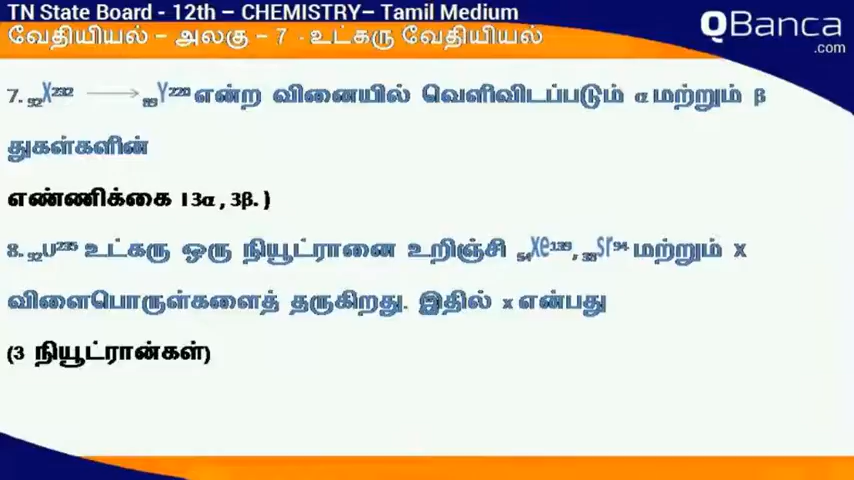 TN State Board - 12th – CHEMISTRY– Tamil Medium
வேதியியல் – அலகு – 7 - உட்கரு வேதியியல்
QBanca
.com
7. ₉₂X²³² ⟶ ₈₉Y²²⁰ என்ற வினையில் வெளிவிடப்படும் α மற்றும் β
துகள்களின்
எண்ணிக்கை (3α , 3β. )
8. ₉₂U²³⁵ உட்கரு ஒரு நியூட்ரானை உறிஞ்சி ₅₄Xe¹³⁹, ₃₈Sr⁹⁴ மற்றும் x
விளைபொருள்களைத் தருகிறது. இதில் x என்பது
(3 நியூட்ரான்கள்)